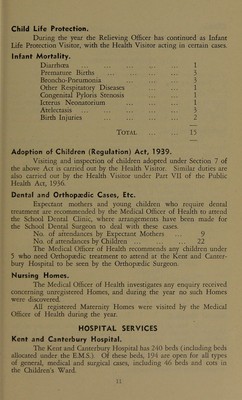 Child Life Protection.
During the year the Relieving Officer has continued as Infant
Life Protection Visitor, with the Health Visitor acting in certain cases.
Infant Mortality.
Diarrhœa ... ... ... ... 1
Premature Births ... ... ... 3
Broncho-Pneumonia ... ... ... 3
Other Respiratory Diseases ... ... 1
Congenital Pyloris Stenosis ... ... 1
Icterus Neonatorium ... ... ... 1
Atelectasis ... ... ... ... 3
Birth Injuries ... ... ... 2
Total ... ... 15
Adoption of Children (Regulation) Act, 1939.
Visiting and inspection of children adopted under Section 7 of
the above Act is carried out by the Health Visitor. Similar duties are
also carried out by the Health Visitor under Part VII of the Public
Health Act, 1936.
Dental and Orthopædic Cases, Etc.
Expectant mothers and young children who require dental
treatment are recommended by the Medical Officer of Health to attend
the School Dental Clinic, where arrangements have been made for
the School Dental Surgeon to deal with these cases.
No. of attendances by Expectant Mothers ... 9
No. of attendances by Children ... ... 22
The Medical Officer of Health recommends any children under
5 who need Orthopædic treatment to attend at the Kent and Canter-
bury Hospital to be seen by the Orthopædic Surgeon.
Nursing Homes.
The Medical Officer of Health investigates any enquiry received
concerning unregistered Homes, and during the year no such Homes
were discovered.
All registered Maternity Homes were visited by the Medical
Officer of Health during the year.
HOSPITAL SERVICES
Kent and Canterbury Hospital.
The Kent and Canterbury Hospital has 240 beds (including beds
allocated under the E.M.S.). Of these beds, 194 are open for all types
of general, medical and surgical cases, including 46 beds and cots in
the Children's Ward.
11